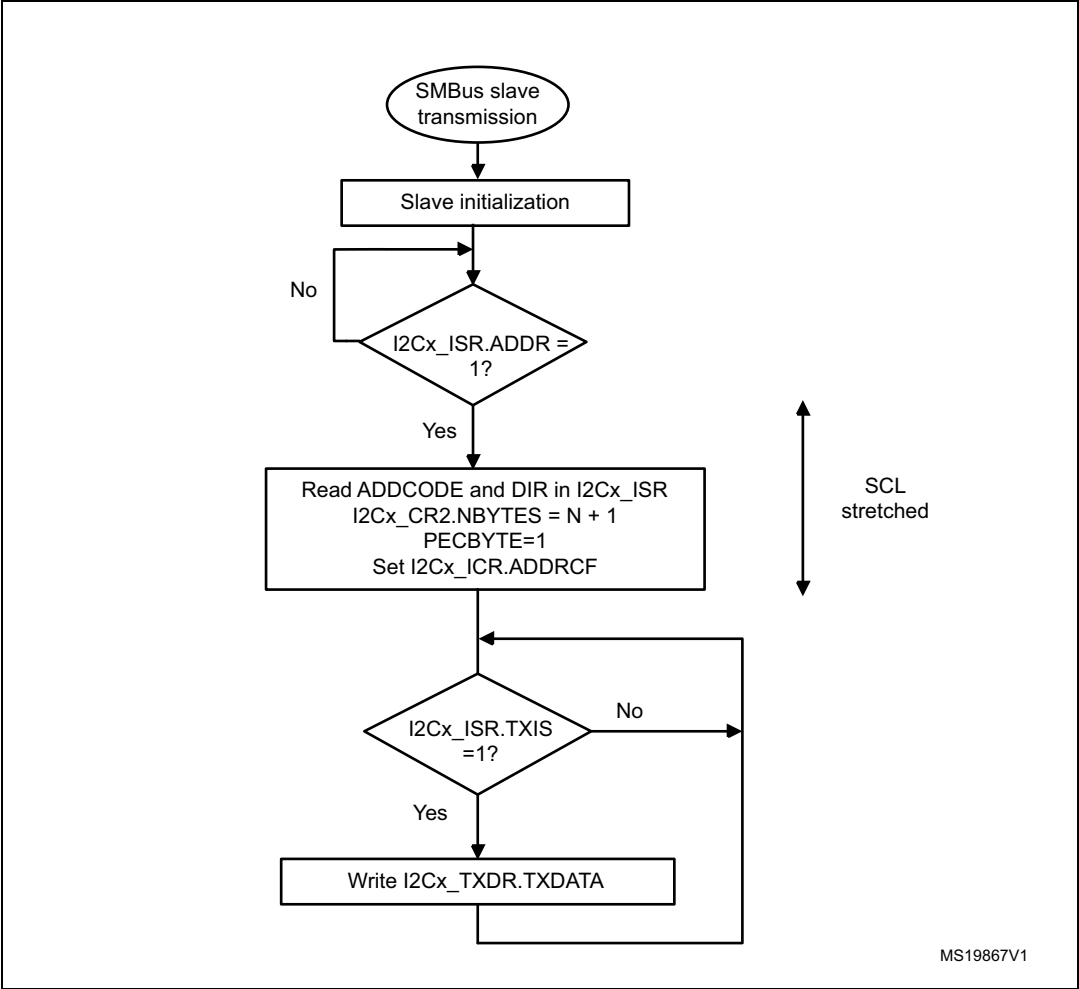 SMBus slave
transmission
Slave initialization
No
I2Cx_ISR.ADDR =
1?
Yes
Read ADDCODE and DIR in I2Cx_ISR
I2Cx_CR2.NBYTES = N + 1
PECBYTE=1
Set I2Cx_ICR.ADDRCF
SCL
stretched
I2Cx_ISR.TXIS
=1?
No
Yes
Write I2Cx_TXDR.TXDATA
MS19867V1